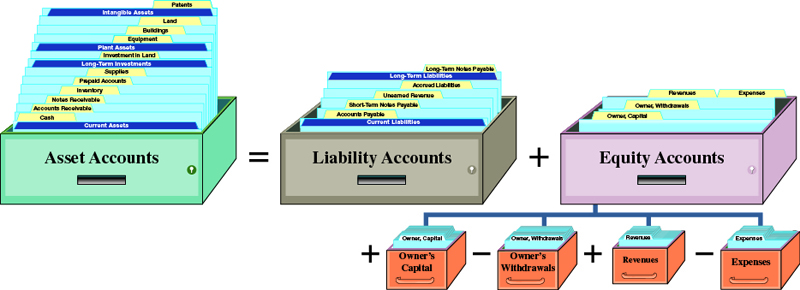 Patents
Intangible Assets
Land
Buildings
Equipment
Plant Assets
Investment in Land
Long-Term Investments
Supplies
Prepaid Accounts
Inventory
Notes Receivable
Accounts Receivable
Cash
Current Assets
Asset Accounts
=
Long-Term Notes Payable
Long-Term Liabilities
Accrued Liabilities
Unearned Revenue
Short-Term Notes Payable
Accounts Payable
Current Liabilities
Liability Accounts
+
Revenues Expenses
Owner, Withdrawals
Owner, Capital
Equity Accounts
+
Owner, Capital
Owner's
Capital
−
Owner, Withdrawals
Owner's
Withdrawals
+
Revenues
Revenues
−
Expenses
Expenses